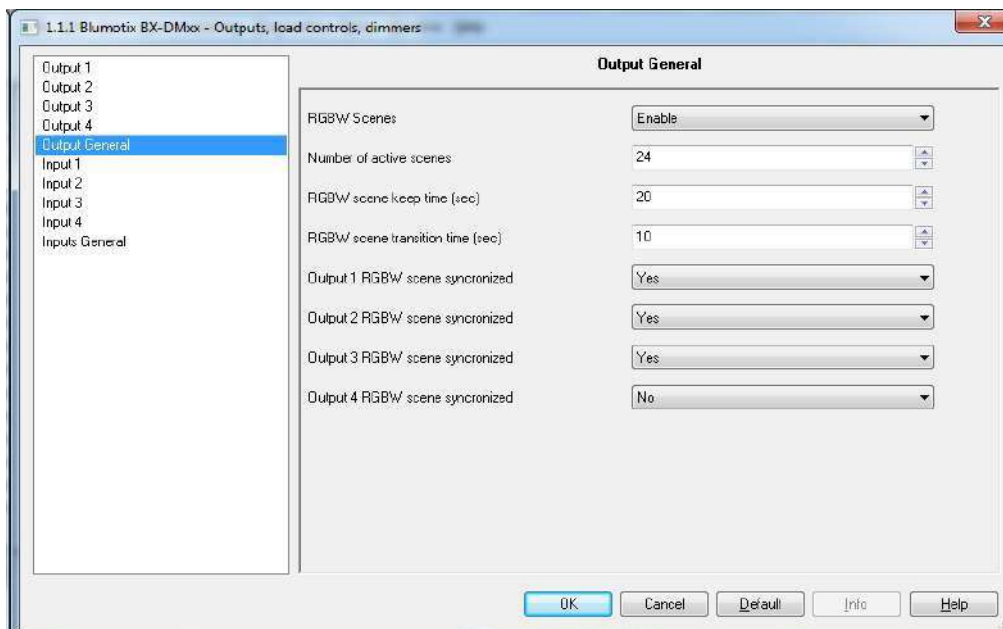 1.1.1 Blumotix BX-DMxx - Outputs, load controls, dimmers
Output 1
Output 2
Output 3
Output 4
Output General
Input 1
Input 2
Input 3
Input 4
Inputs General
Output General
RGBW Scenes Enable
Number of active scenes 24
RGBW scene keep time (sec) 20
RGBW scene transition time (sec) 10
Output 1 RGBW scene syncronized Yes
Output 2 RGBW scene syncronized Yes
Output 3 RGBW scene syncronized Yes
Output 4 RGBW scene syncronized No
OK Cancel Default Info Help